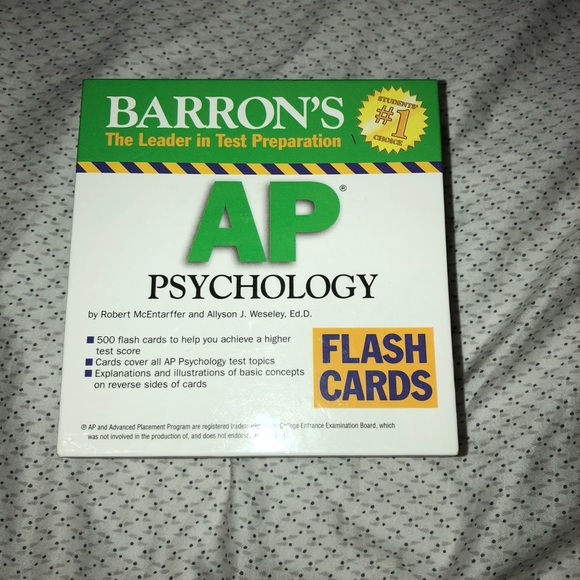 BARRON'S
The Leader in Test Preparation
STUDENTS'
#1
CHOICE
AP®
PSYCHOLOGY
by Robert McEntarffer and Allyson J. Weseley, Ed.D.
■ 500 flash cards to help you achieve a higher
test score
■ Cards cover all AP Psychology test topics
■ Explanations and illustrations of basic concepts
on reverse sides of cards
FLASH
CARDS
® AP and Advanced Placement Program are registered College Entrance Examination Board, which
was not involved in the production of, and does not